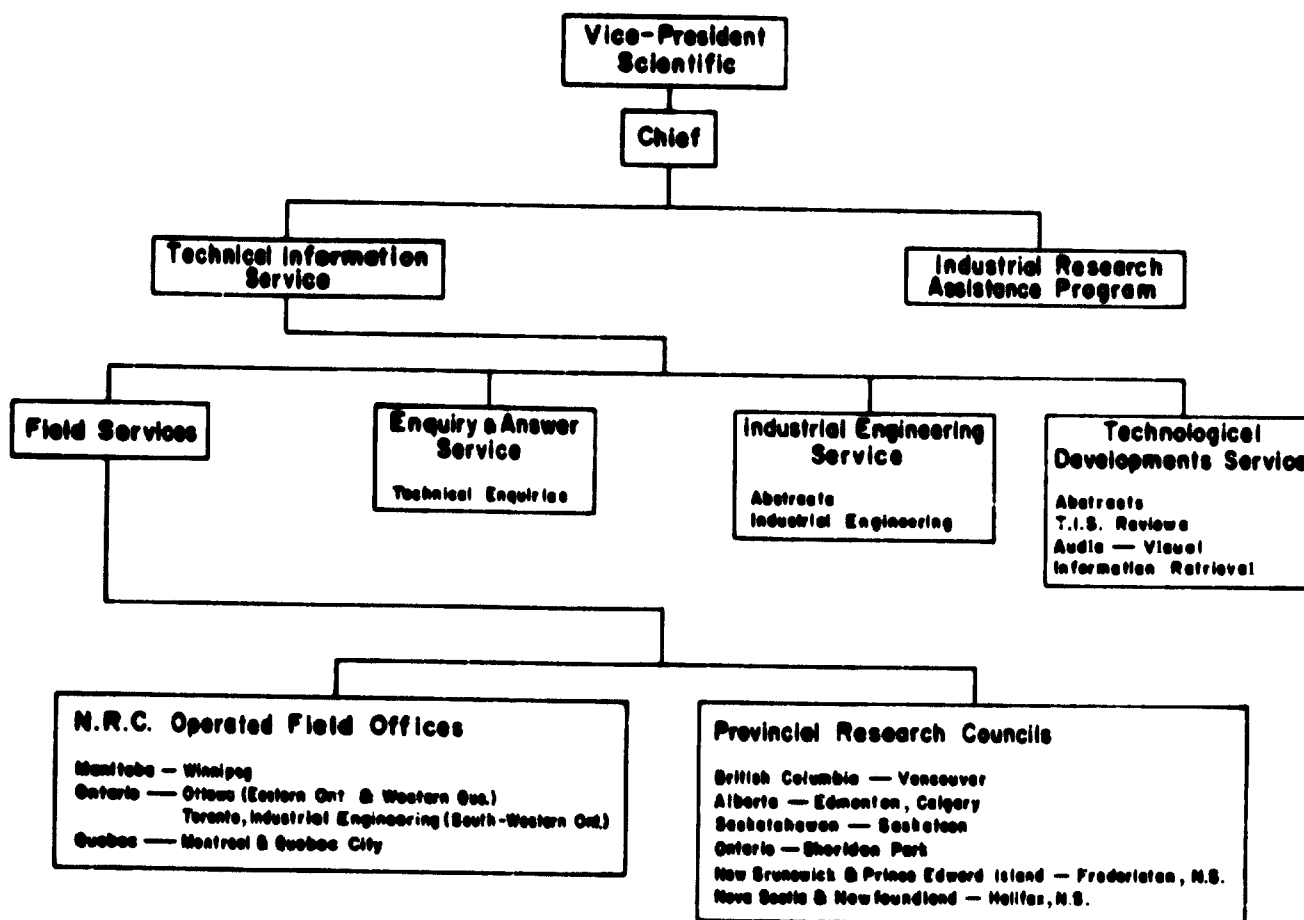 Vice-President
Scientific
Chief
Technical Information
Service
Industrial Research
Assistance Program
Field Services
Enquiry & Answer
Service
Technical Enquiries
Industrial Engineering
Service
Abstracts
Industrial Engineering
Technological
Developments Service
Abstracts
T.I.S. Reviews
Audio — Visual
Information Retrieval
N.R.C. Operated Field Offices
Manitoba — Winnipeg
Ontario — Ottawa (Eastern Ont & Western Que.)
Toronto, Industrial Engineering (South-Western Ont.)
Quebec — Montreal & Quebec City
Provincial Research Councils
British Columbia — Vancouver
Alberta — Edmonton, Calgary
Saskatchewan — Saskatoon
Ontario — Sheridan Park
New Brunswick & Prince Edward Island — Fredericton, N.B.
Nova Scotia & Newfoundland — Halifax, N.S.